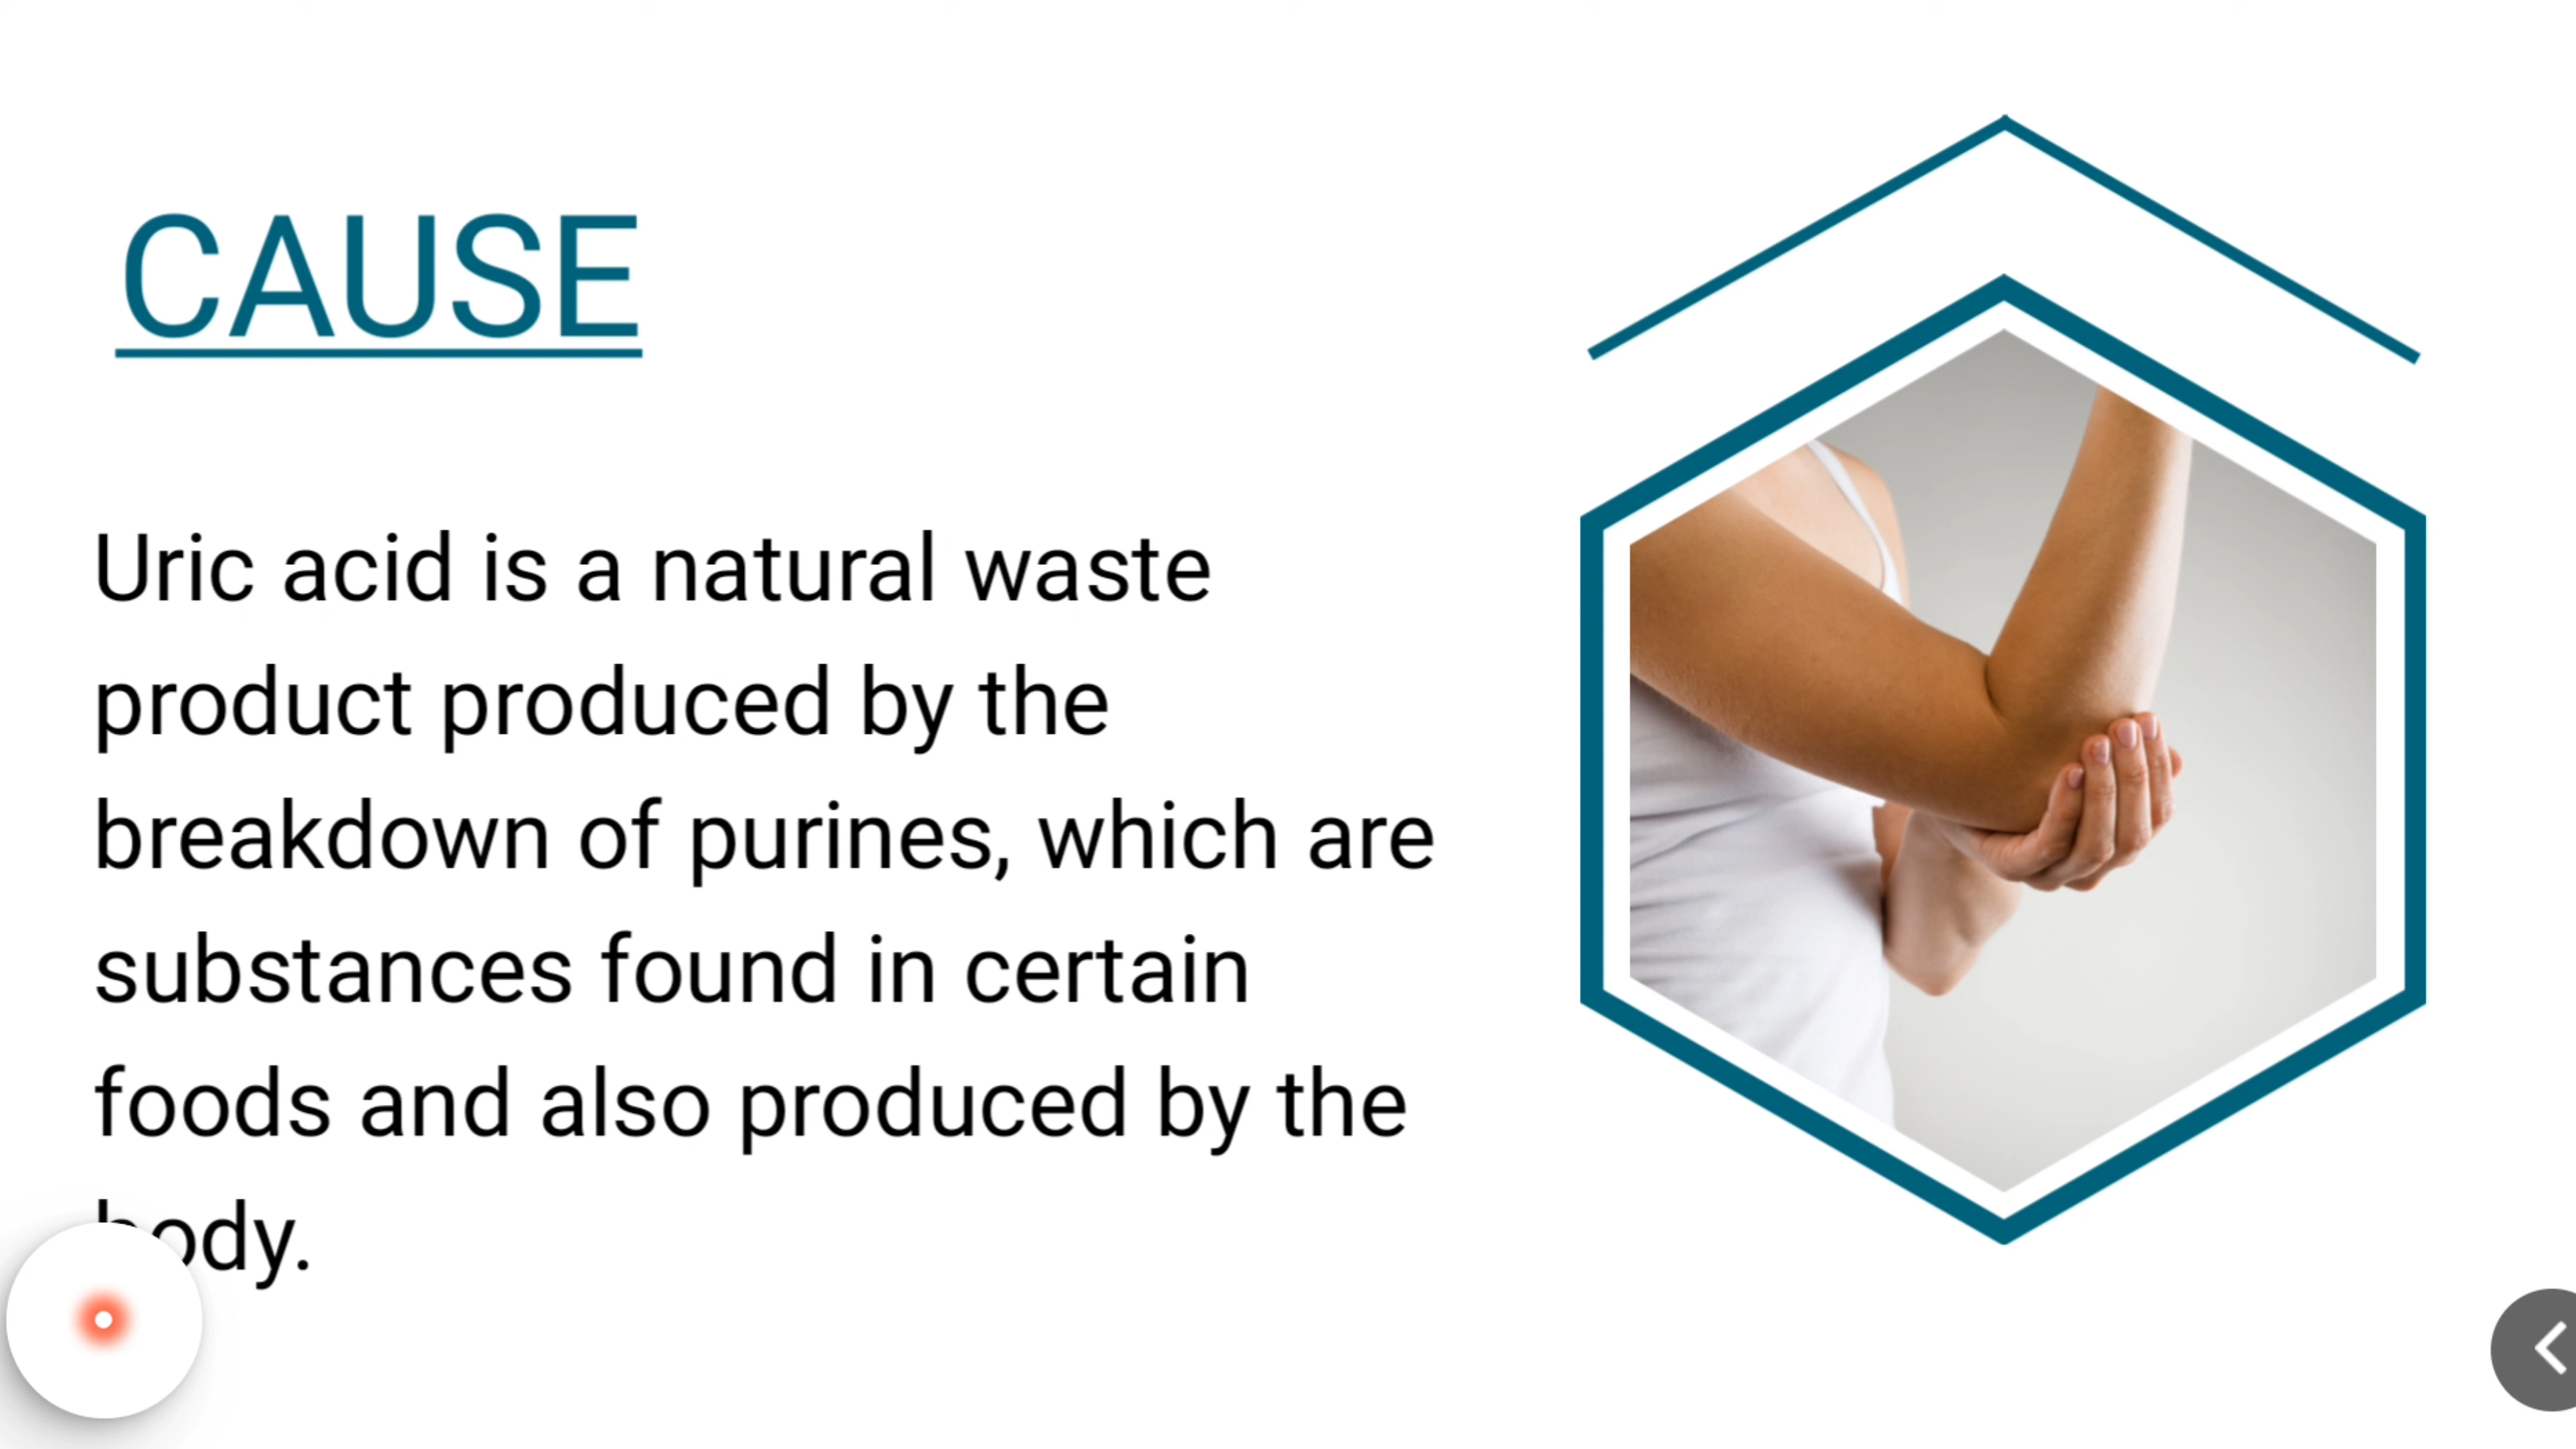 CAUSE
Uric acid is a natural waste
product produced by the
breakdown of purines, which are
substances found in certain
foods and also produced by the
body.